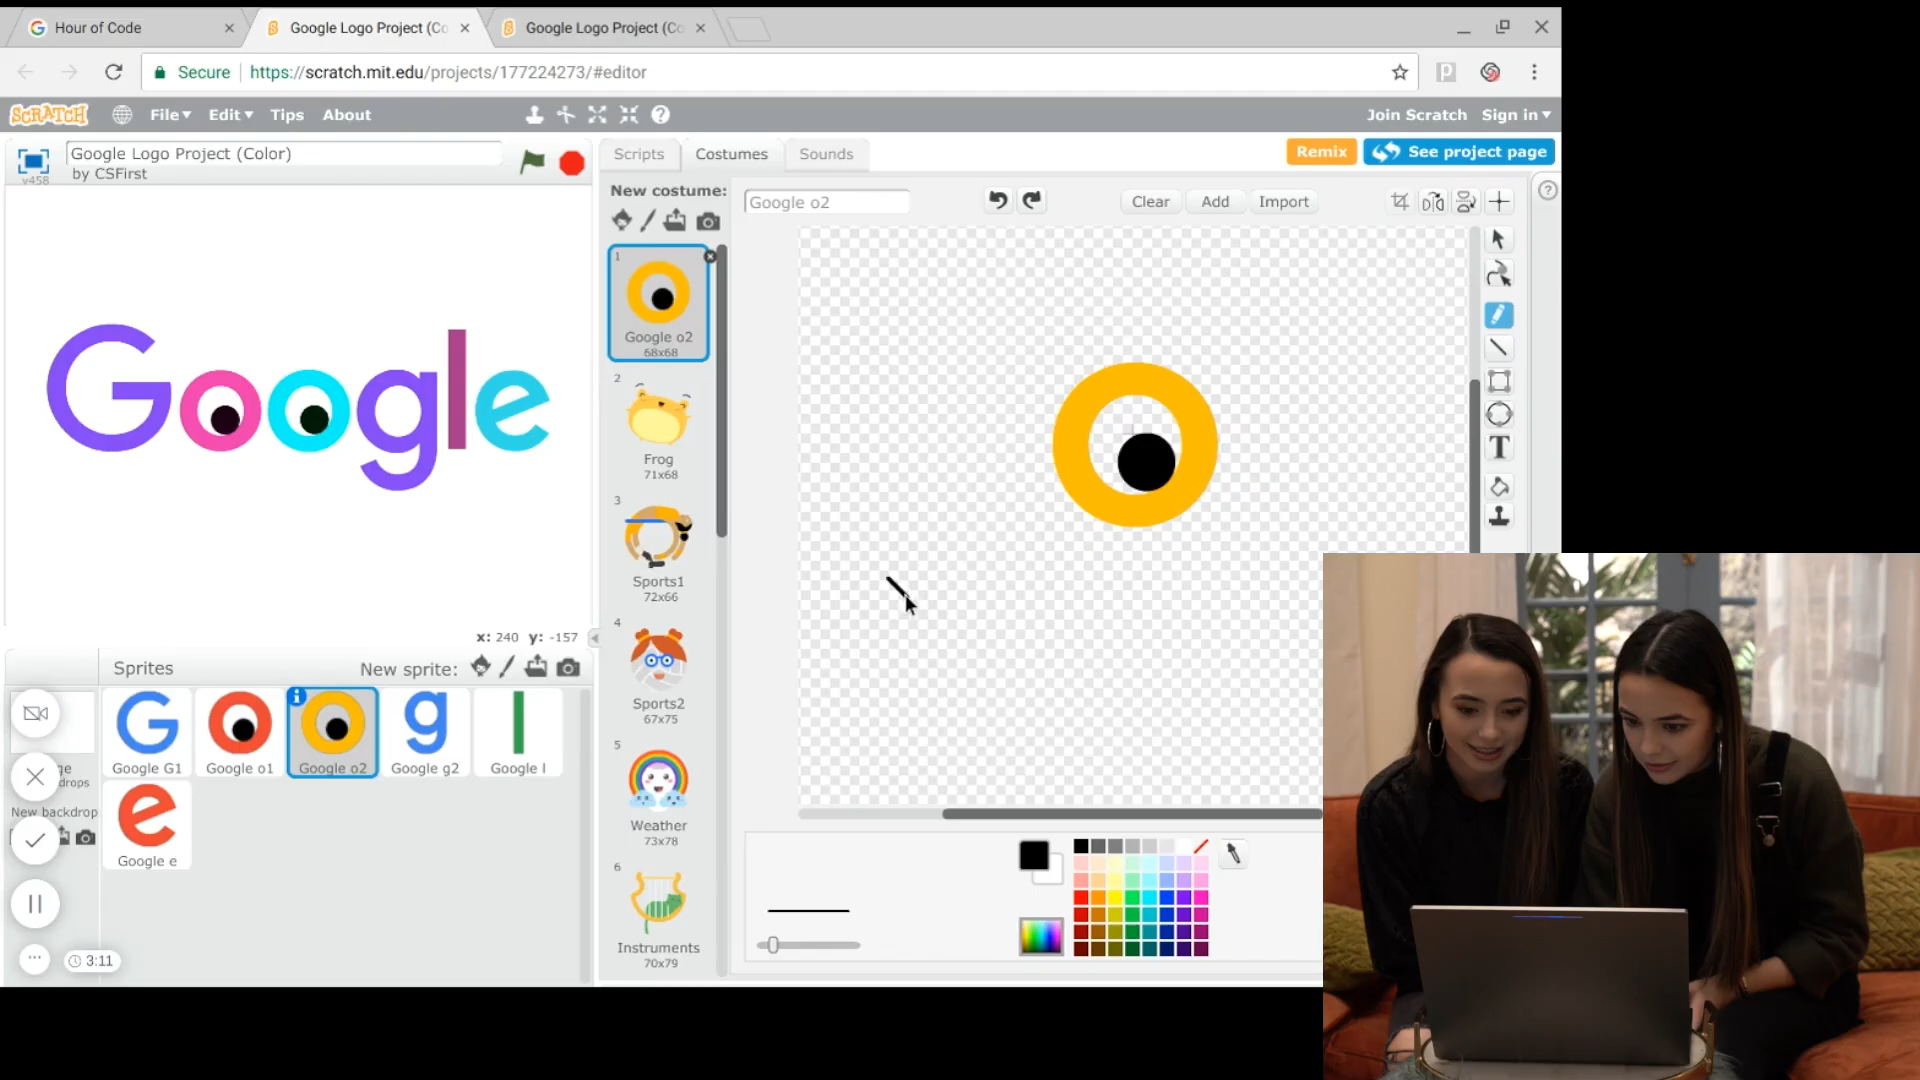 Hour of Code
Google Logo Project (Co
Google Logo Project (Co
Secure
https://scratch.mit.edu/projects/177224273/#editor
SCRATCH
File
Edit
Tips
About
Join Scratch
Sign in
v458
Google Logo Project (Color)
by CSFirst
Scripts
Costumes
Sounds
Remix
See project page
New costume:
Google o2
Clear
Add
Import
Google
1
Google o2
68x68
2
Frog
71x68
3
Sports1
72x66
4
Sports2
67x75
5
Weather
73x78
6
Instruments
70x79
T
x: 240 y: -157
Sprites
New sprite:
Google G1
Google o1
Google o2
Google g2
Google l
Google e
ge
drops
New backdrop
3:11